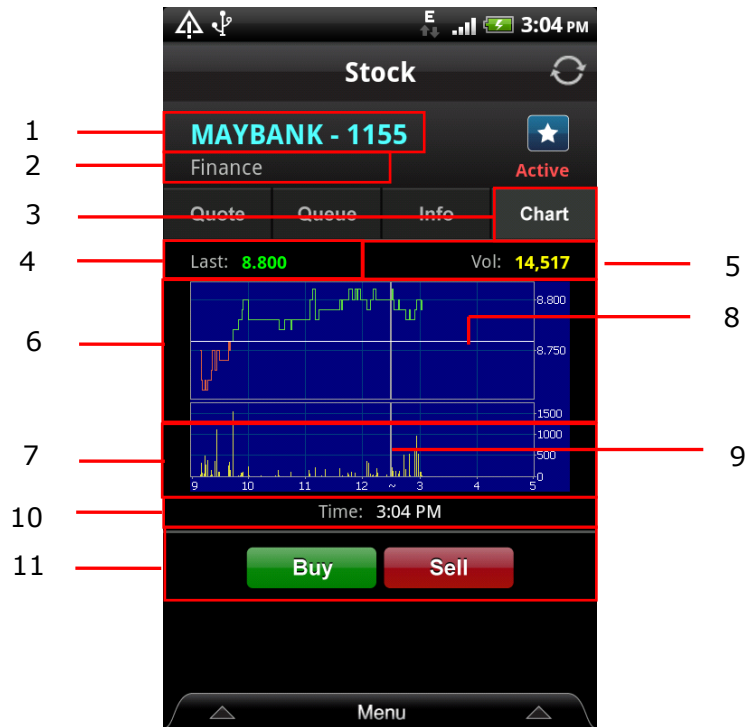 E 3:04 PM
Stock
1 MAYBANK - 1155
2 Finance Active
3 Quote Queue Info Chart
4 Last: 8.800 Vol: 14,517 5
8.800
8
6
8.750
1500
1000
7 500 9
0
9 10 11 12 ~ 3 4 5
10 Time: 3:04 PM
11 Buy Sell
Menu